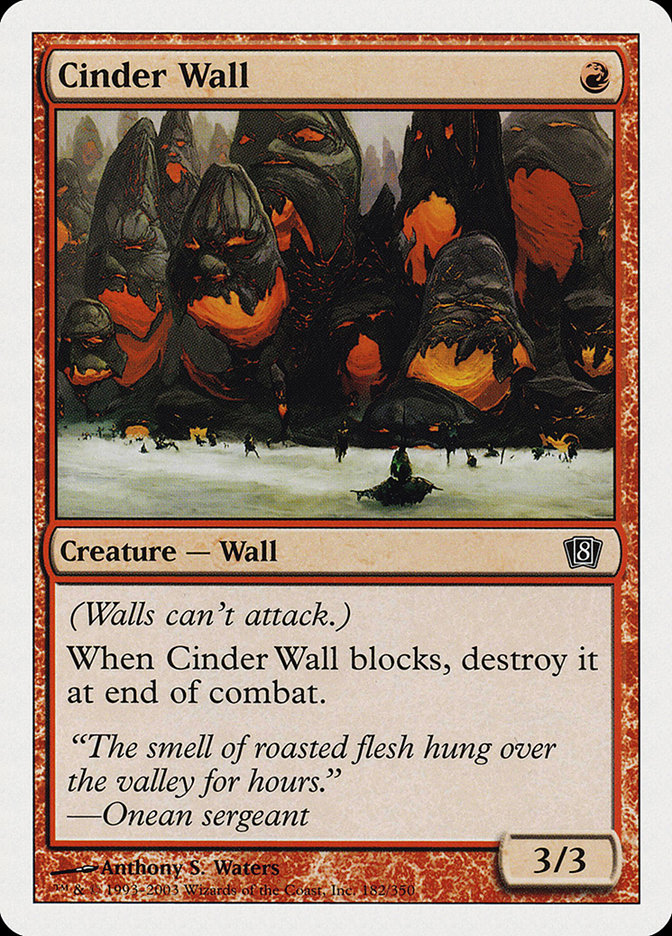 Cinder Wall
Creature — Wall
8
(Walls can't attack.)
When Cinder Wall blocks, destroy it
at end of combat.
“The smell of roasted flesh hung over
the valley for hours.”
—Onean sergeant
3/3
Anthony S. Waters
™ & © 1993–2003 Wizards of the Coast, Inc. 182/350